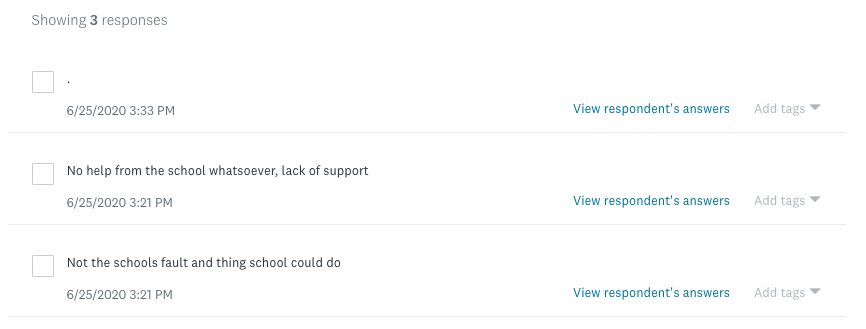 Showing 3 responses
.
6/25/2020 3:33 PM View respondent's answers Add tags
No help from the school whatsoever, lack of support
6/25/2020 3:21 PM View respondent's answers Add tags
Not the schools fault and thing school could do
6/25/2020 3:21 PM View respondent's answers Add tags